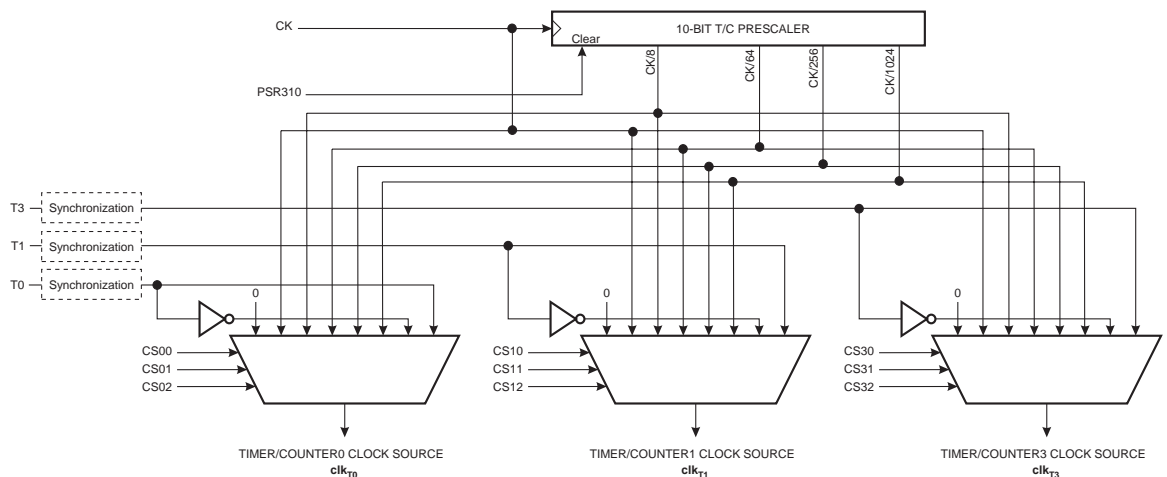 CK
10-BIT T/C PRESCALER
Clear
CK/8
CK/64
CK/256
CK/1024
PSR310
T3
Synchronization
T1
Synchronization
T0
Synchronization
0
0
0
CS00
CS01
CS02
CS10
CS11
CS12
CS30
CS31
CS32
TIMER/COUNTER0 CLOCK SOURCE
clkT0
TIMER/COUNTER1 CLOCK SOURCE
clkT1
TIMER/COUNTER3 CLOCK SOURCE
clkT3